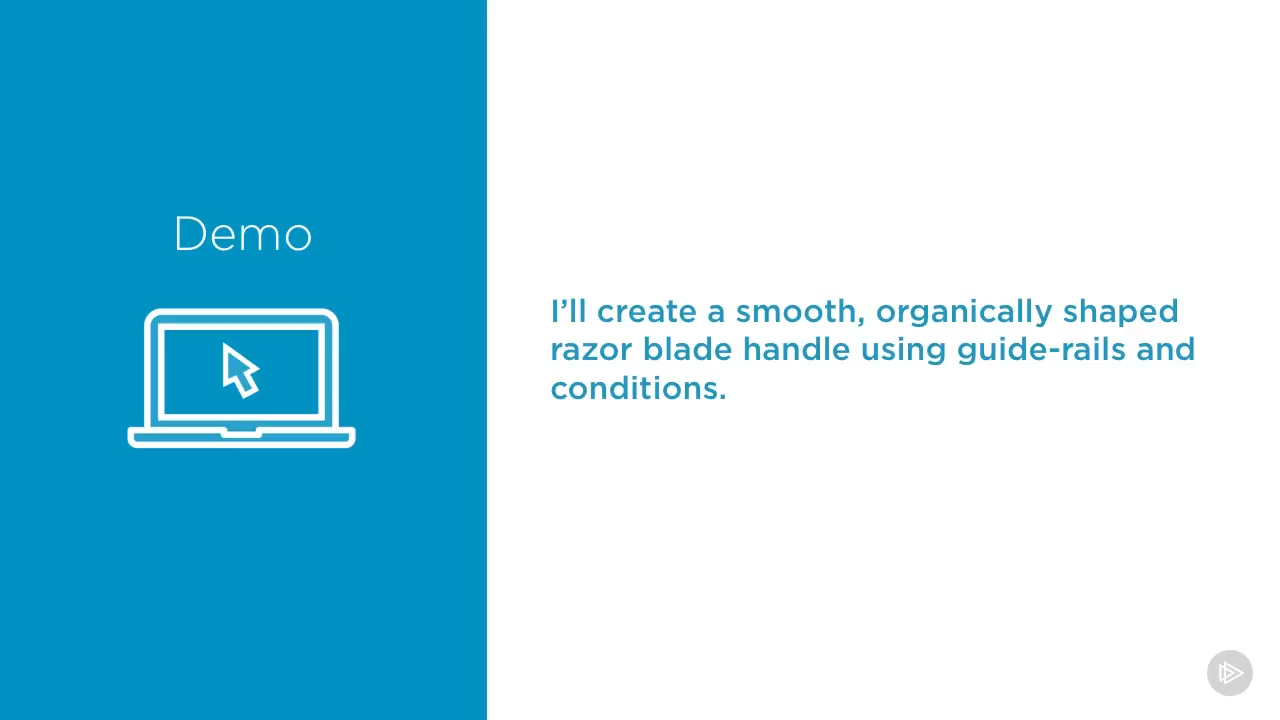 Demo
I’ll create a smooth, organically shaped
razor blade handle using guide-rails and
conditions.